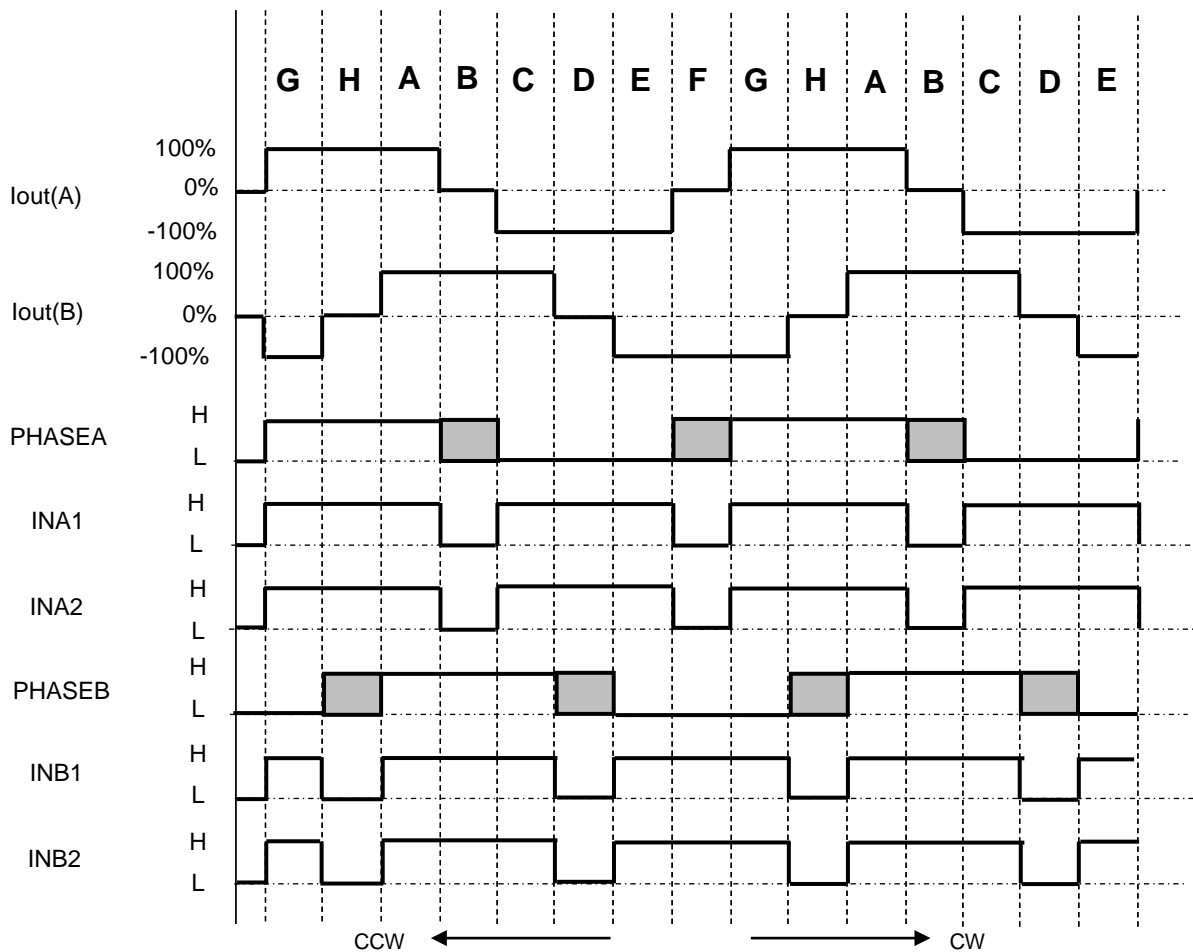 G H A B C D E F G H A B C D E
100%
Iout(A) 0%
-100%
100%
Iout(B) 0%
-100%
H
PHASEA
L
H
INA1
L
H
INA2
L
H
PHASEB
L
H
INB1
L
H
INB2
L
CCW CW